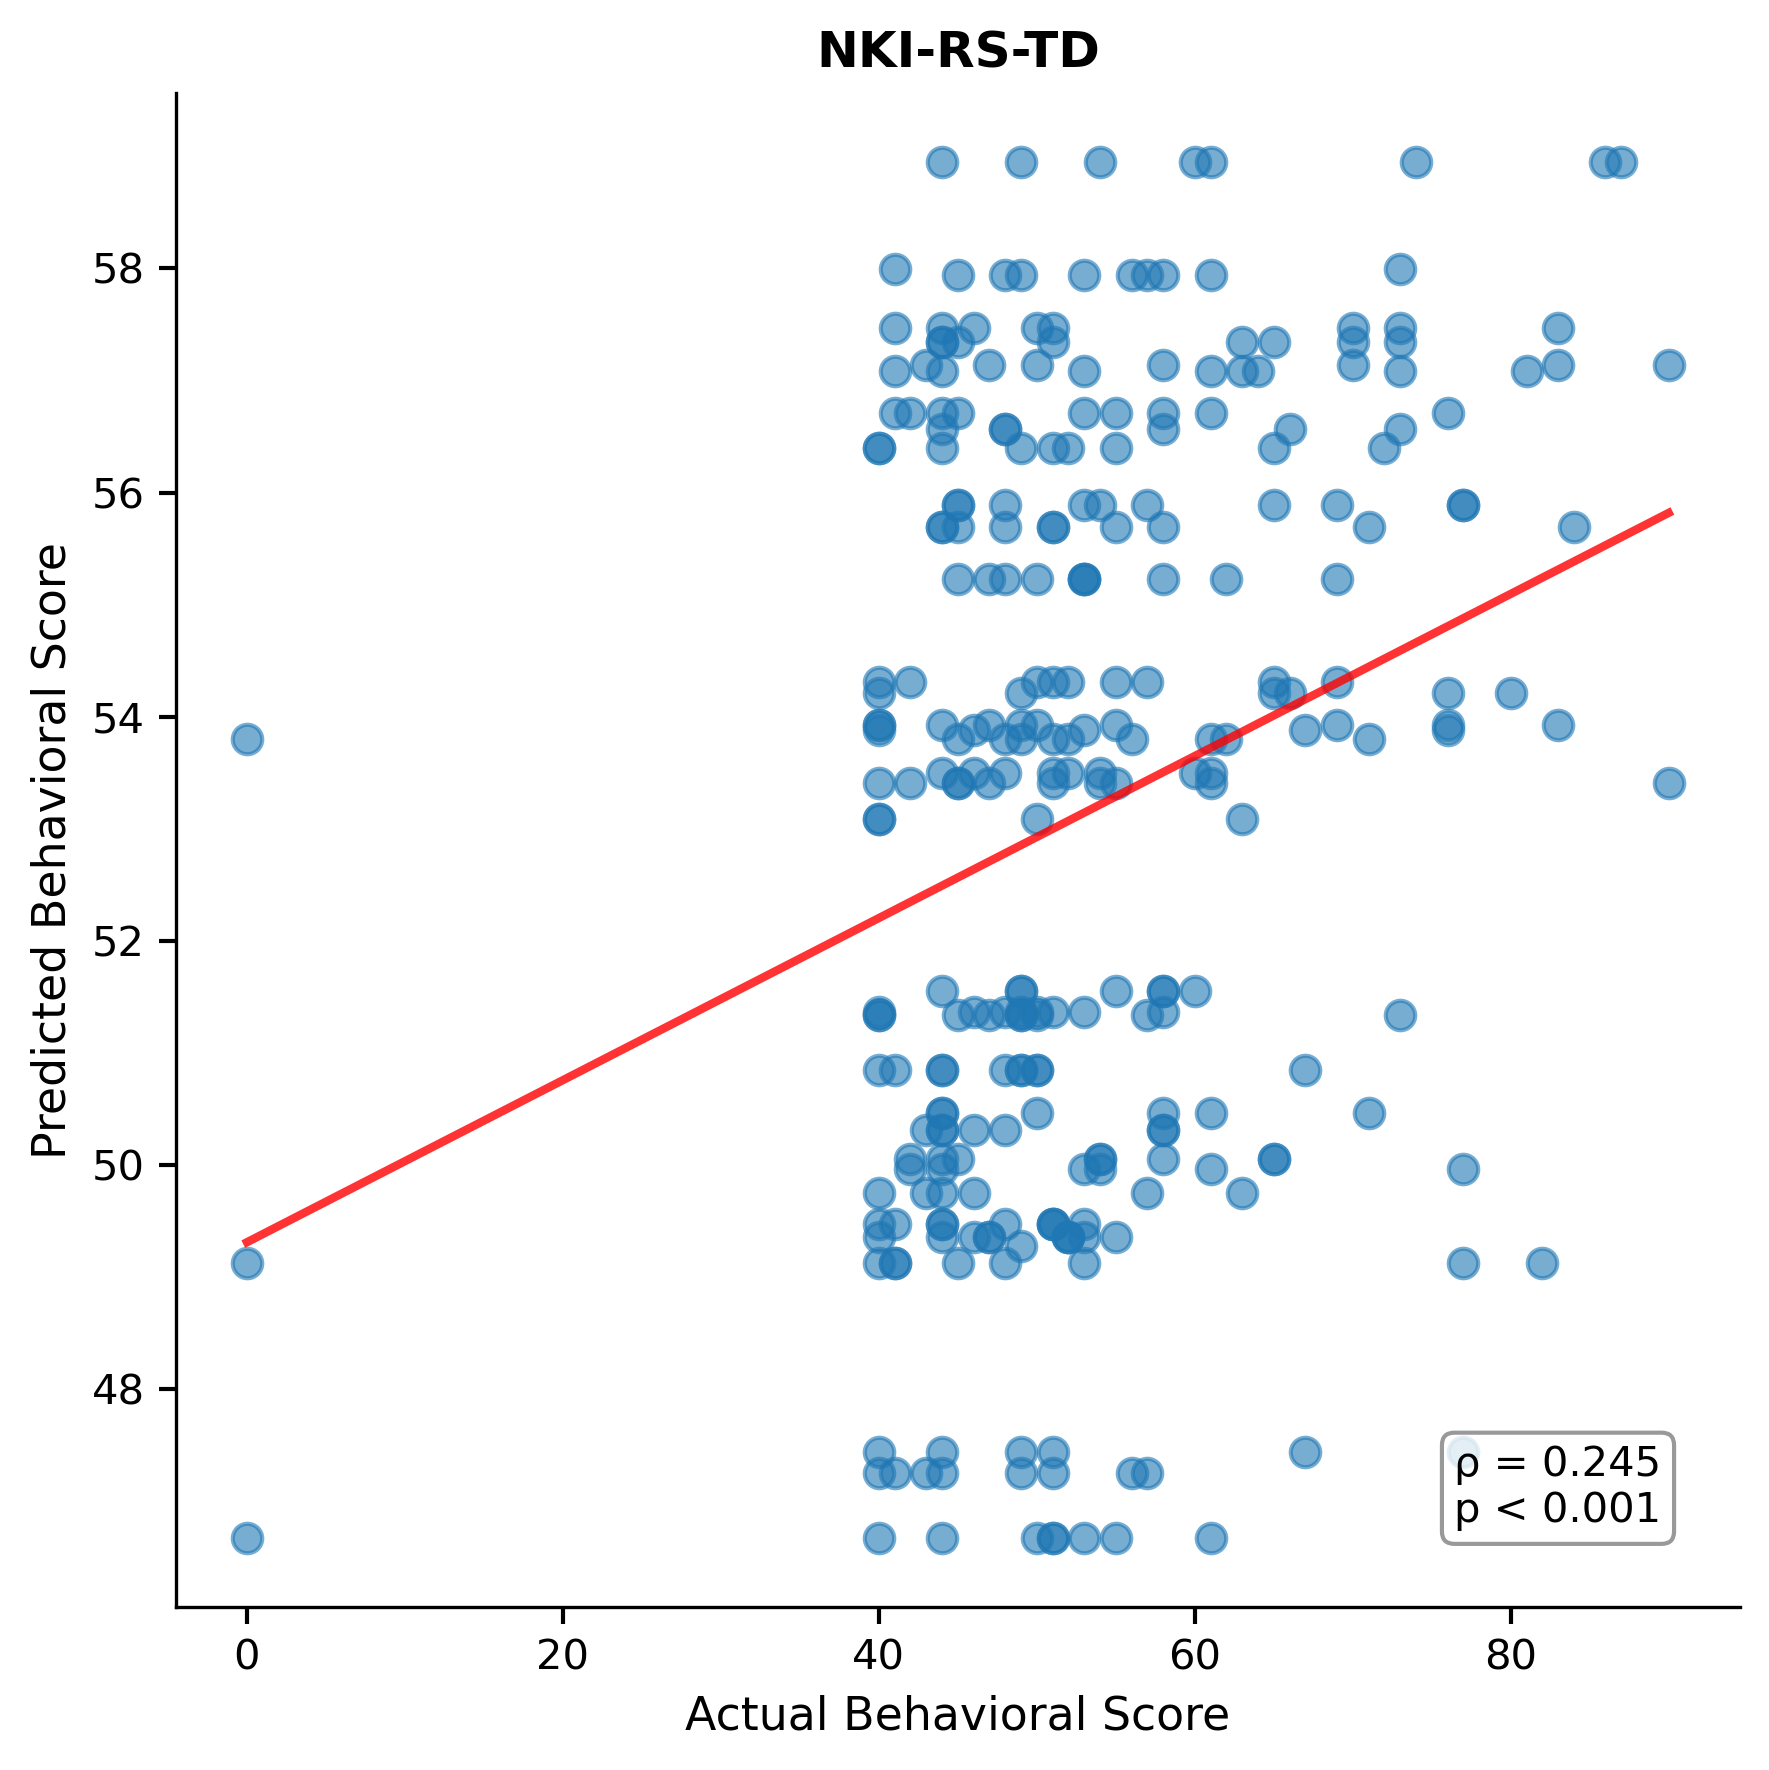 NKI-RS-TD
Predicted Behavioral Score
58
56
54
52
50
48
ρ = 0.245
p < 0.001
0
20
40
60
80
Actual Behavioral Score